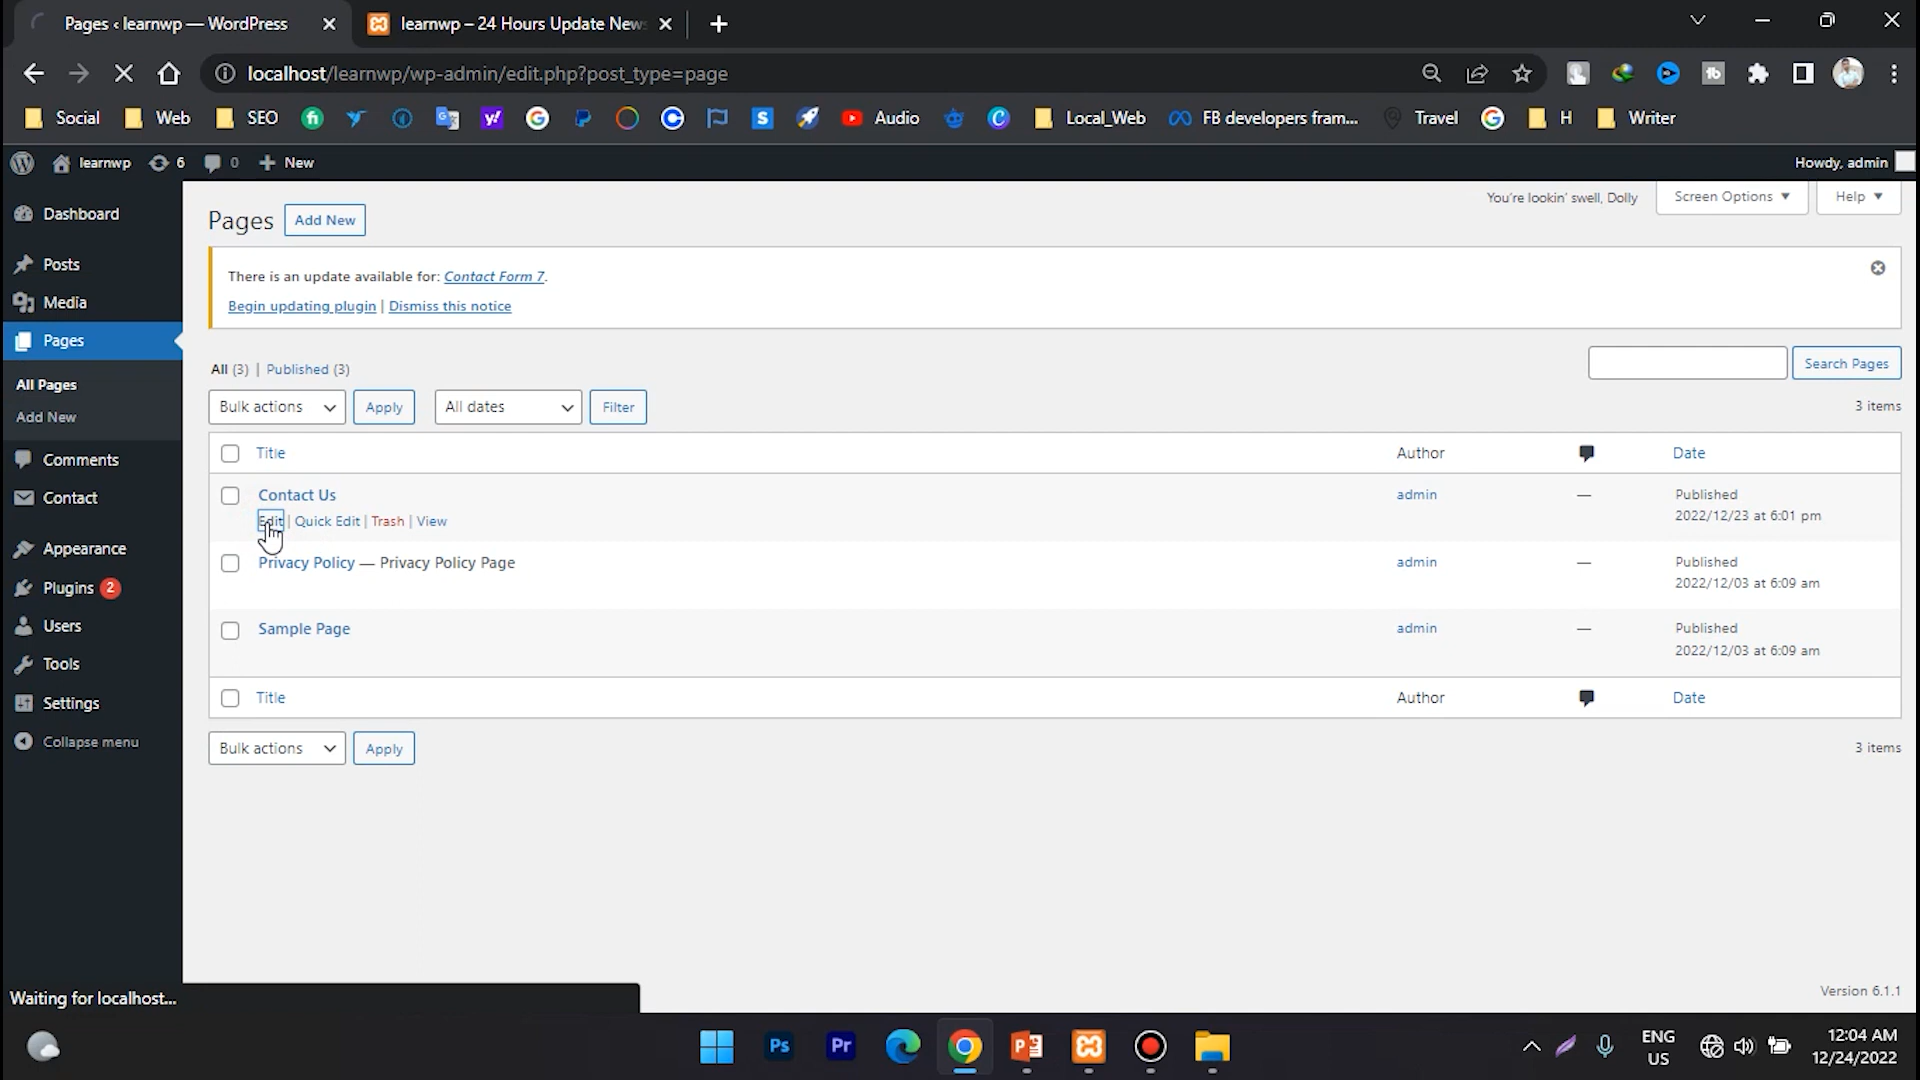 Pages ‹ learnwp — WordPress
learnwp – 24 Hours Update News
localhost/learnwp/wp-admin/edit.php?post_type=page
Social Web SEO Audio Local_Web FB developers fram... Travel H Writer
learnwp 6 0 New Howdy, admin
You're lookin' swell, Dolly Screen Options Help
Dashboard
Posts
Media
Pages
All Pages
Add New
Comments
Contact
Appearance
Plugins 2
Users
Tools
Settings
Collapse menu
Pages Add New
There is an update available for: Contact Form 7.
Begin updating plugin | Dismiss this notice
All (3) | Published (3)
Search Pages
Bulk actions Apply All dates Filter 3 items
Title Author Date
Contact Us admin — Published
2022/12/23 at 6:01 pm
Edit | Quick Edit | Trash | View
Privacy Policy — Privacy Policy Page admin — Published
2022/12/03 at 6:09 am
Sample Page admin — Published
2022/12/03 at 6:09 am
Title Author Date
Bulk actions Apply 3 items
Waiting for localhost...
Version 6.1.1
Ps Pr
ENG
US
12:04 AM
12/24/2022